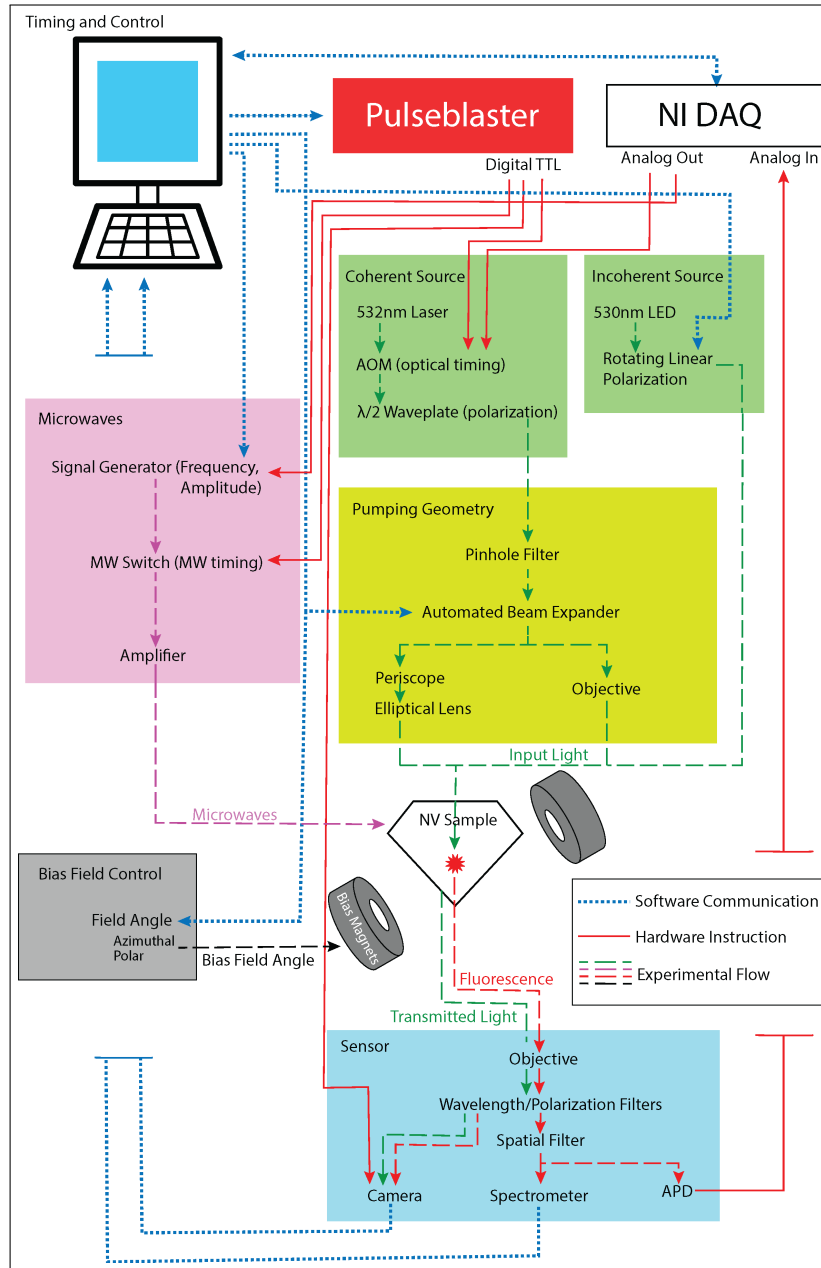 Timing and Control
Pulseblaster
NI DAQ
Digital TTL
Analog Out
Analog In
Coherent Source
532nm Laser
AOM (optical timing)
λ/2 Waveplate (polarization)
Incoherent Source
530nm LED
Rotating Linear
Polarization
Microwaves
Signal Generator (Frequency,
Amplitude)
MW Switch (MW timing)
Amplifier
Pumping Geometry
Pinhole Filter
Automated Beam Expander
Periscope
Elliptical Lens
Objective
Input Light
Microwaves
NV Sample
Bias Field Control
Field Angle
Azimuthal
Polar
Bias Field Angle
Bias Magnets
Software Communication
Hardware Instruction
Experimental Flow
Fluorescence
Transmitted Light
Sensor
Objective
Wavelength/Polarization Filters
Spatial Filter
Camera
Spectrometer
APD